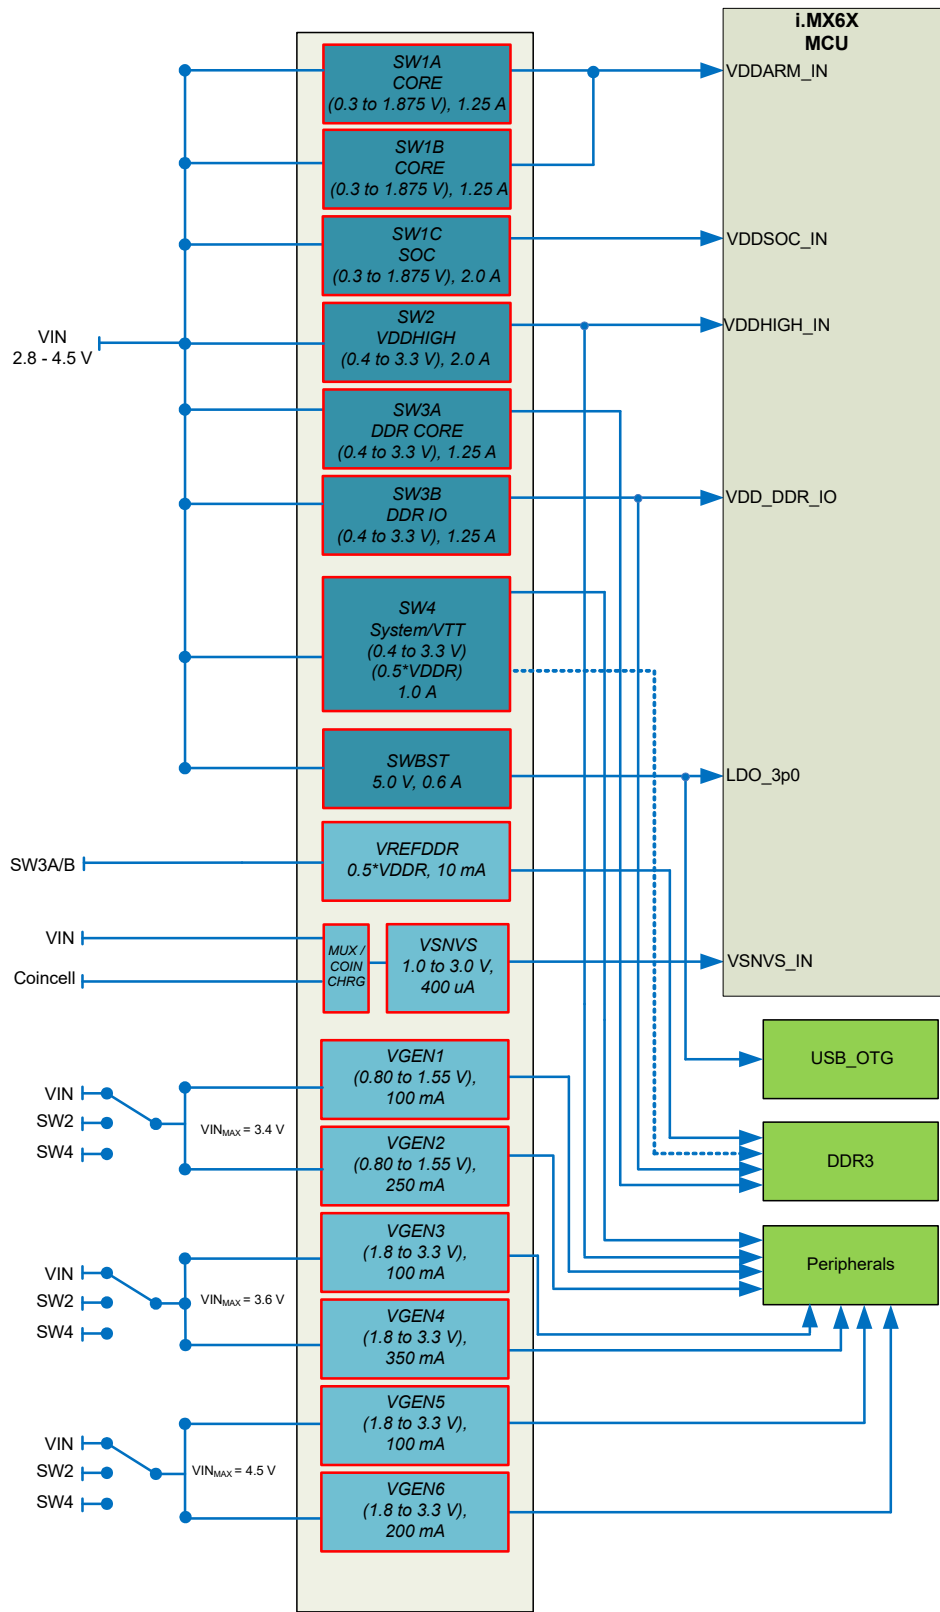 i.MX6X
MCU
SW1A
CORE
(0.3 to 1.875 V), 1.25 A
VDDARM_IN
SW1B
CORE
(0.3 to 1.875 V), 1.25 A
SW1C
SOC
(0.3 to 1.875 V), 2.0 A
VDDSOC_IN
VIN
2.8 - 4.5 V
SW2
VDDHIGH
(0.4 to 3.3 V), 2.0 A
VDDHIGH_IN
SW3A
DDR CORE
(0.4 to 3.3 V), 1.25 A
SW3B
DDR IO
(0.4 to 3.3 V), 1.25 A
VDD_DDR_IO
SW4
System/VTT
(0.4 to 3.3 V)
(0.5*VDDR)
1.0 A
SWBST
5.0 V, 0.6 A
LDO_3p0
SW3A/B
VREFDDR
0.5*VDDR, 10 mA
VIN
Coincell
MUX /
COIN
CHRG
VSNVS
1.0 to 3.0 V,
400 uA
VSNVS_IN
USB_OTG
VIN
SW2
SW4
VINMAX = 3.4 V
VGEN1
(0.80 to 1.55 V),
100 mA
VGEN2
(0.80 to 1.55 V),
250 mA
DDR3
VIN
SW2
SW4
VINMAX = 3.6 V
VGEN3
(1.8 to 3.3 V),
100 mA
VGEN4
(1.8 to 3.3 V),
350 mA
Peripherals
VIN
SW2
SW4
VINMAX = 4.5 V
VGEN5
(1.8 to 3.3 V),
100 mA
VGEN6
(1.8 to 3.3 V),
200 mA